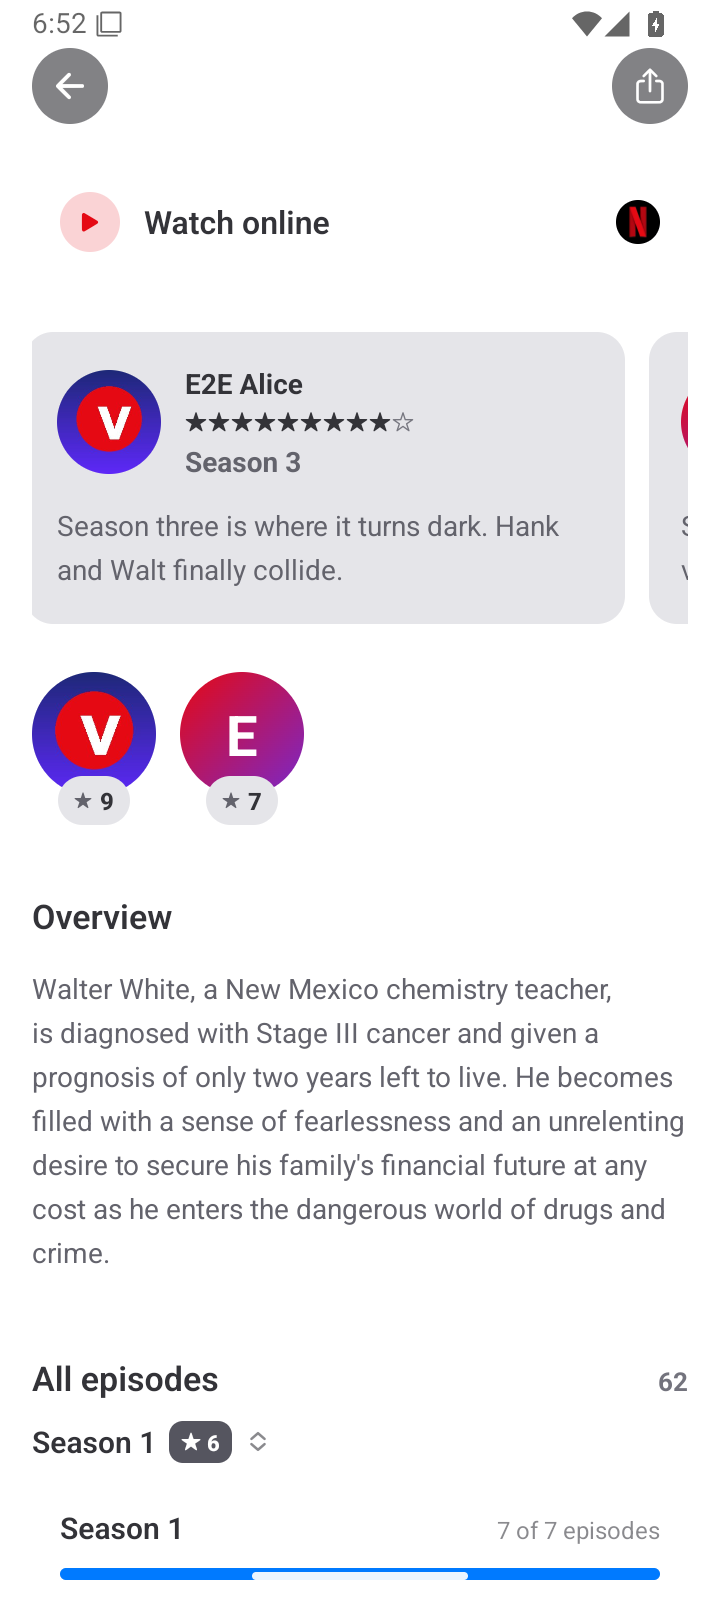 6:52
Watch online
N
E2E Alice
★★★★★★★★★☆
Season 3
Season three is where it turns dark. Hank
and Walt finally collide.
V
V
E
★ 9
★ 7
Overview
Walter White, a New Mexico chemistry teacher,
is diagnosed with Stage III cancer and given a
prognosis of only two years left to live. He becomes
filled with a sense of fearlessness and an unrelenting
desire to secure his family's financial future at any
cost as he enters the dangerous world of drugs and
crime.
All episodes
62
Season 1 ★ 6
Season 1
7 of 7 episodes